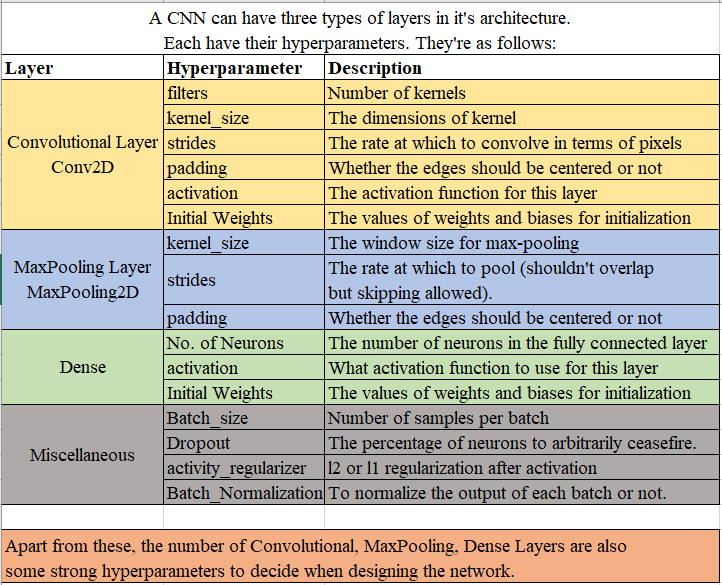 A CNN can have three types of layers in it's architecture.
Each have their hyperparameters. They're as follows:
Layer Hyperparameter Description
Convolutional Layer
Conv2D
filters Number of kernels
kernel_size The dimensions of kernel
strides The rate at which to convolve in terms of pixels
padding Whether the edges should be centered or not
activation The activation function for this layer
Initial Weights The values of weights and biases for initialization
MaxPooling Layer
MaxPooling2D
kernel_size The window size for max-pooling
strides The rate at which to pool (shouldn't overlap
but skipping allowed).
padding Whether the edges should be centered or not
Dense
No. of Neurons The number of neurons in the fully connected layer
activation What activation function to use for this layer
Initial Weights The values of weights and biases for initialization
Miscellaneous
Batch_size Number of samples per batch
Dropout The percentage of neurons to arbitrarily ceasefire.
activity_regularizer l2 or l1 regularization after activation
Batch_Normalization To normalize the output of each batch or not.
Apart from these, the number of Convolutional, MaxPooling, Dense Layers are also
some strong hyperparameters to decide when designing the network.